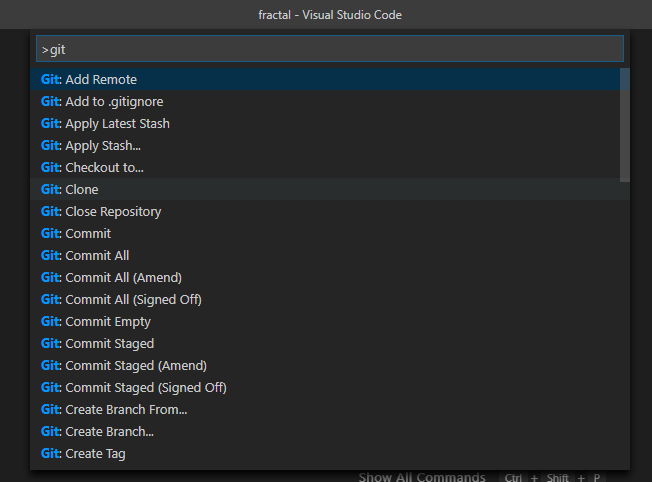 fractal - Visual Studio Code
>git
Git: Add Remote
Git: Add to .gitignore
Git: Apply Latest Stash
Git: Apply Stash...
Git: Checkout to...
Git: Clone
Git: Close Repository
Git: Commit
Git: Commit All
Git: Commit All (Amend)
Git: Commit All (Signed Off)
Git: Commit Empty
Git: Commit Staged
Git: Commit Staged (Amend)
Git: Commit Staged (Signed Off)
Git: Create Branch From...
Git: Create Branch...
Git: Create Tag
Show All Commands Ctrl + Shift + P